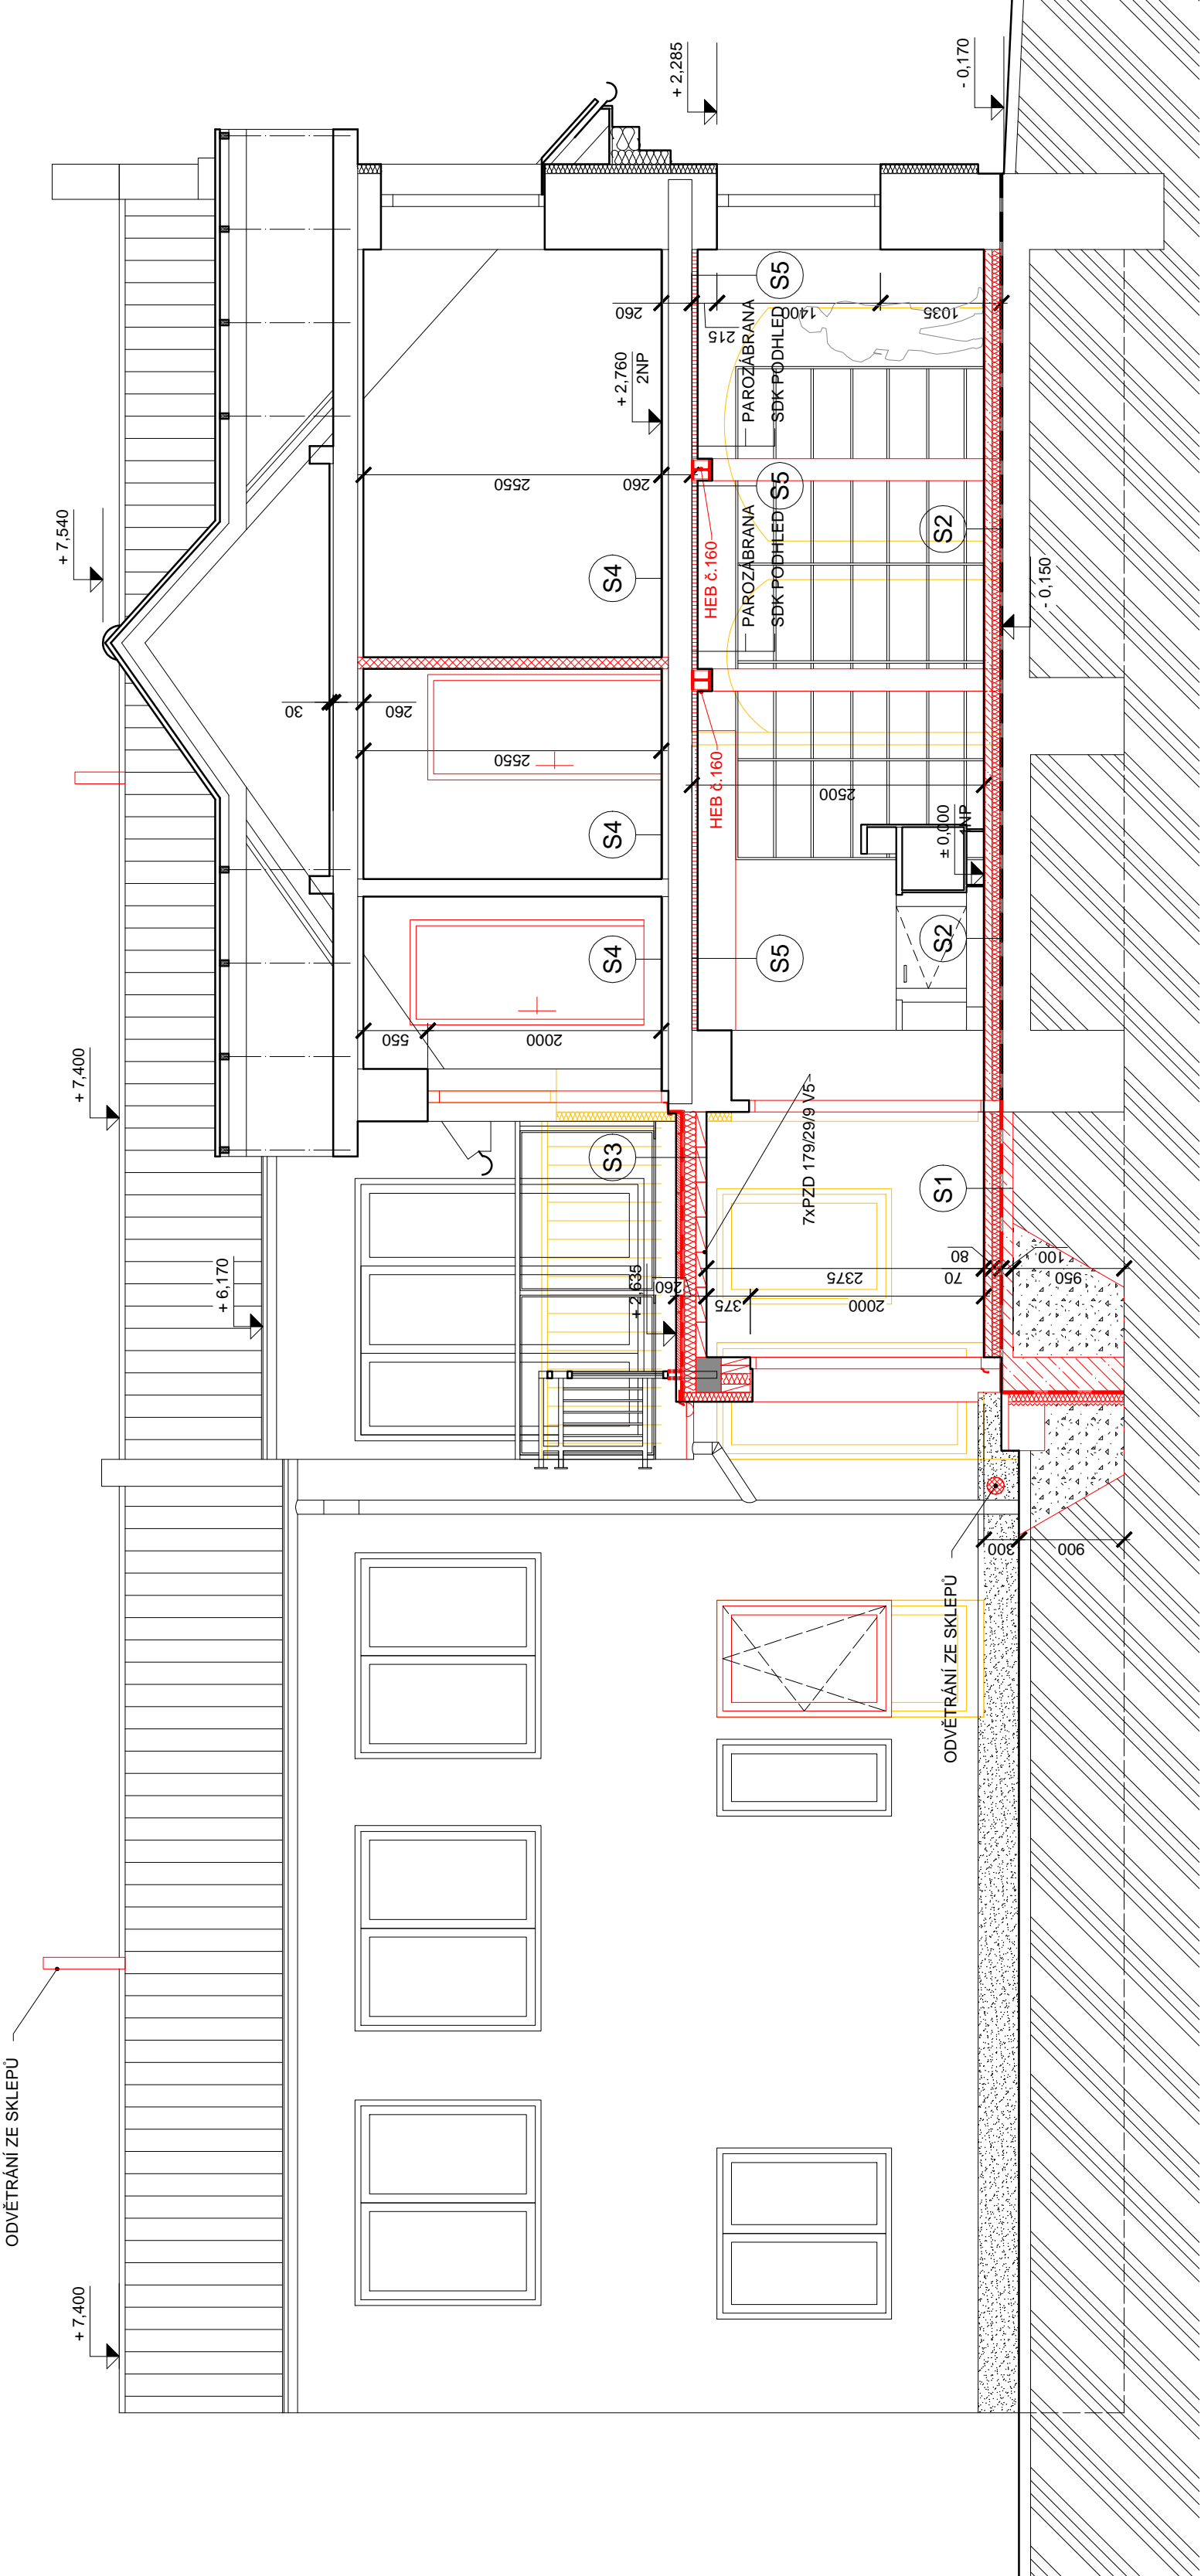 ODVĚTRÁNÍ ZE SKLEPŮ
+ 7,400
+ 6,170
+ 7,400
+ 7,540
+ 2,285
- 0,170
30
260
2550
2550
260
260
+ 2,760
2NP
215
1400
1035
S5
PAROZÁBRANA
SDK PODHLED
S5
PAROZÁBRANA
SDK PODHLED
HEB č.160
HEB č.160
S4
S4
S4
S2
- 0,150
2500
± 0,000
1NP
S2
S5
550
2000
S3
7xPZD 179/29/9 V5
S1
+ 2,635
260
375
2375
2000
80
70
100
950
300
900
ODVĚTRÁNÍ ZE SKLEPŮ